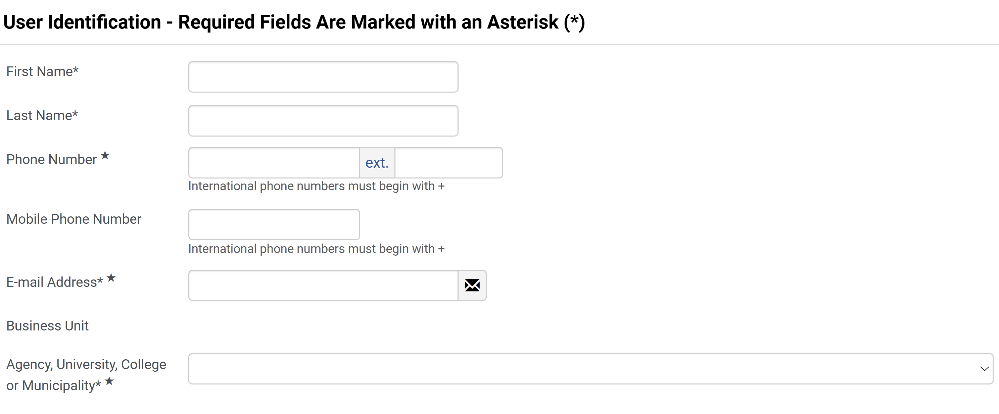 User Identification - Required Fields Are Marked with an Asterisk (*)
First Name*
Last Name*
Phone Number ★
ext.
International phone numbers must begin with +
Mobile Phone Number
International phone numbers must begin with +
E-mail Address* ★
Business Unit
Agency, University, College
or Municipality* ★